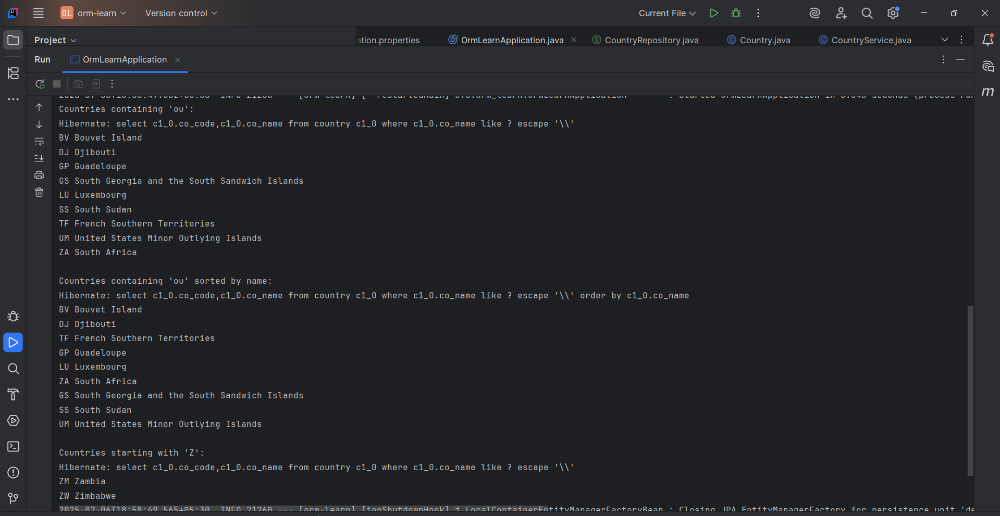 OL orm-learn Version control Current File
Project ation.properties OrmLearnApplication.java CountryRepository.java Country.java CountryService.java
Run OrmLearnApplication
Countries containing 'ou':
Hibernate: select c1_0.co_code,c1_0.co_name from country c1_0 where c1_0.co_name like ? escape '\\'
BV Bouvet Island
DJ Djibouti
GP Guadeloupe
GS South Georgia and the South Sandwich Islands
LU Luxembourg
SS South Sudan
TF French Southern Territories
UM United States Minor Outlying Islands
ZA South Africa
Countries containing 'ou' sorted by name:
Hibernate: select c1_0.co_code,c1_0.co_name from country c1_0 where c1_0.co_name like ? escape '\\' order by c1_0.co_name
BV Bouvet Island
DJ Djibouti
TF French Southern Territories
GP Guadeloupe
LU Luxembourg
ZA South Africa
GS South Georgia and the South Sandwich Islands
SS South Sudan
UM United States Minor Outlying Islands
Countries starting with 'Z':
Hibernate: select c1_0.co_code,c1_0.co_name from country c1_0 where c1_0.co_name like ? escape '\\'
ZM Zambia
ZW Zimbabwe
2025-07-06T18:58:49.565+05:30 INFO 21260 --- [orm-learn] [ionShutdownHook] j.LocalContainerEntityManagerFactoryBean : Closing JPA EntityManagerFactory for persistence unit 'de